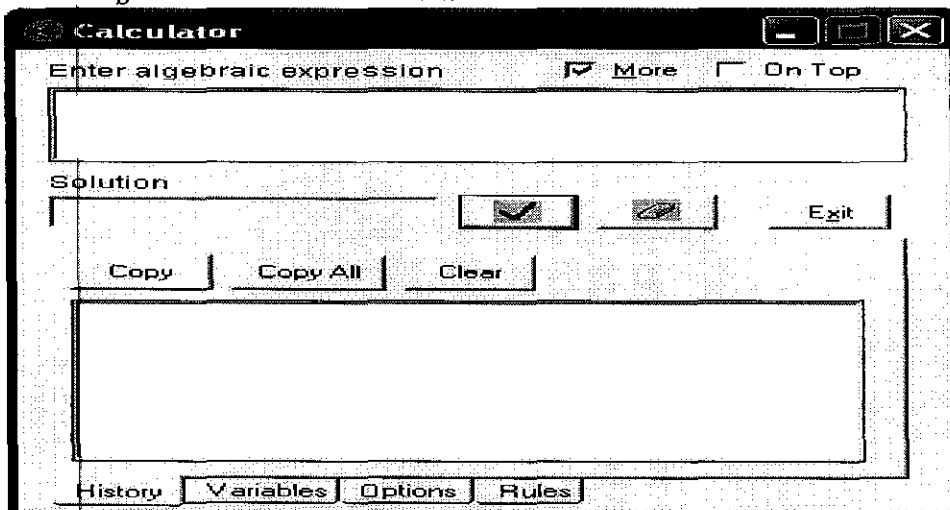 Calculator
Enter algebraic expression More On Top
Solution
Exit
Copy Copy All Clear
History Variables Options Rules